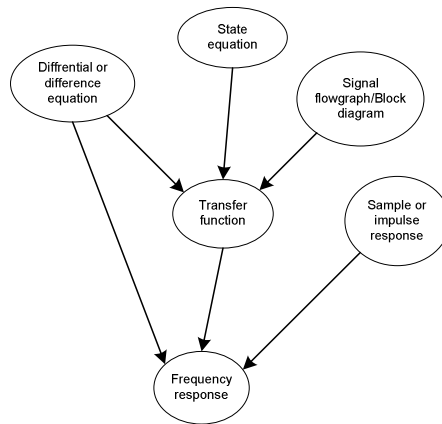 State
equation
Diffrential or
difference
equation
Signal
flowgraph/Block
diagram
Transfer
function
Sample or
impulse
response
Frequency
response